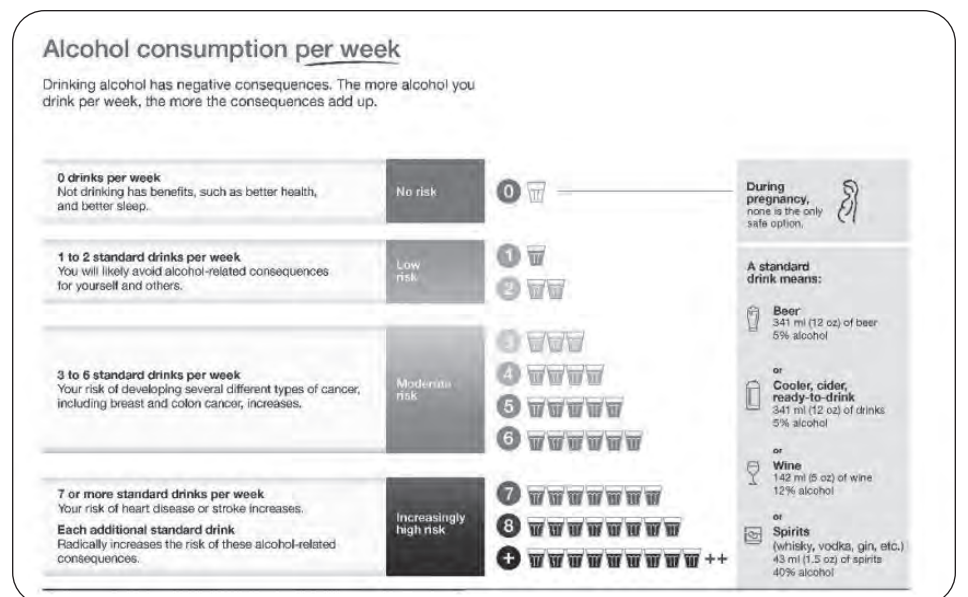 Alcohol consumption per week
Drinking alcohol has negative consequences. The more alcohol you
drink per week, the more the consequences add up.
0 drinks per week
Not drinking has benefits, such as better health,
and better sleep.
No risk
0
During
pregnancy,
none is the only
safe option.
1 to 2 standard drinks per week
You will likely avoid alcohol-related consequences
for yourself and others.
Low
risk
1
2
3 to 6 standard drinks per week
Your risk of developing several different types of cancer,
including breast and colon cancer, increases.
Moderate
risk
3
4
5
6
7 or more standard drinks per week
Your risk of heart disease or stroke increases.
Each additional standard drink
Radically increases the risk of these alcohol-related
consequences.
Increasingly
high risk
7
8
+
++
A standard
drink means:
Beer
341 ml (12 oz) of beer
5% alcohol
or
Cooler, cider,
ready-to-drink
341 ml (12 oz) of drinks
5% alcohol
or
Wine
142 ml (5 oz) of wine
12% alcohol
or
Spirits
(whisky, vodka, gin, etc.)
43 ml (1.5 oz) of spirits
40% alcohol